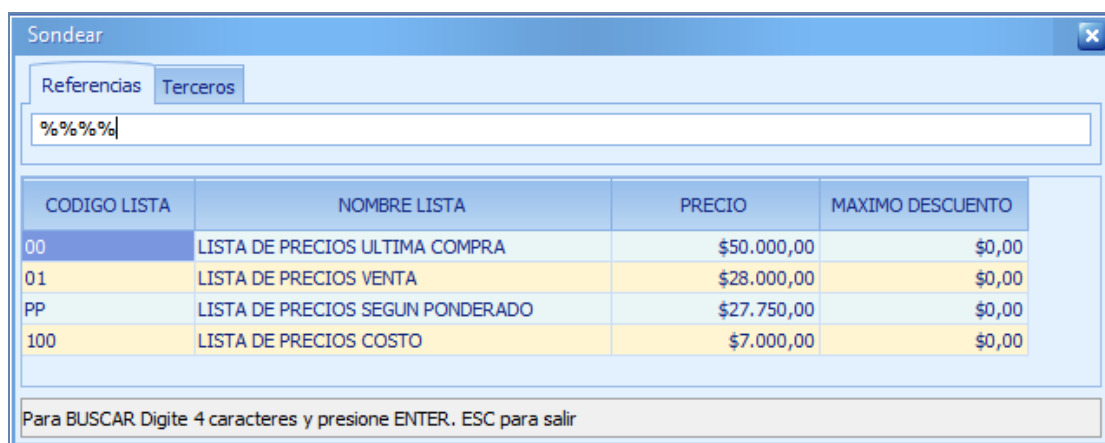 Sondear
Referencias Terceros
%%%%
CODIGO LISTA NOMBRE LISTA PRECIO MAXIMO DESCUENTO
00 LISTA DE PRECIOS ULTIMA COMPRA $50.000,00 $0,00
01 LISTA DE PRECIOS VENTA $28.000,00 $0,00
PP LISTA DE PRECIOS SEGUN PONDERADO $27.750,00 $0,00
100 LISTA DE PRECIOS COSTO $7.000,00 $0,00
Para BUSCAR Digite 4 caracteres y presione ENTER. ESC para salir